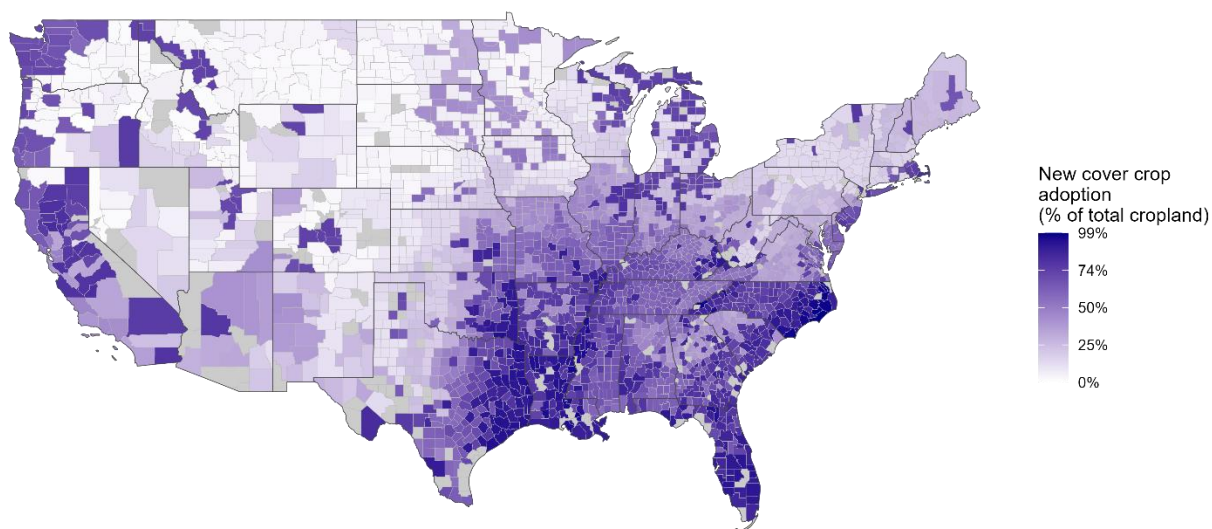 New cover crop
adoption
(% of total cropland)
99%
74%
50%
25%
0%